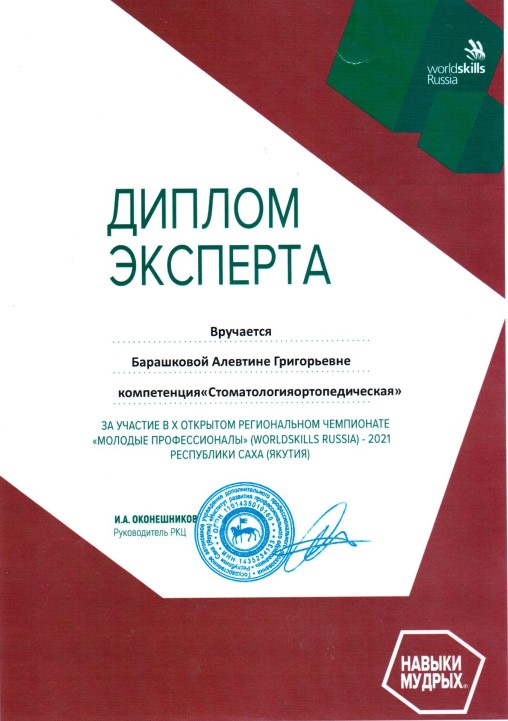 worldskills
Russia
ДИПЛОМ
ЭКСПЕРТА
Вручается
Барашковой Алевтине Григорьевне
компетенция«Стоматологияортопедическая»
ЗА УЧАСТИЕ В X ОТКРЫТОМ РЕГИОНАЛЬНОМ ЧЕМПИОНАТЕ
«МОЛОДЫЕ ПРОФЕССИОНАЛЫ» (WORLDSKILLS RUSSIA) - 2021
РЕСПУБЛИКИ САХА (ЯКУТИЯ)
И.А. ОКОНЕШНИКОВ
Руководитель РКЦ
НАВЫКИ
МУДРЫХ®